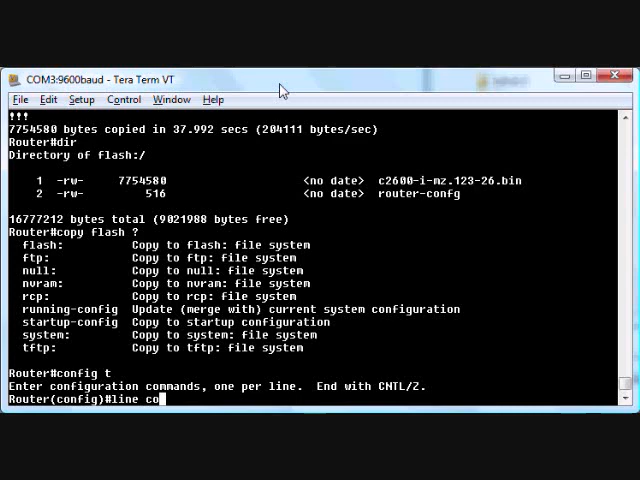 COM3:9600baud - Tera Term VT
File Edit Setup Control Window Help
!!!
7754580 bytes copied in 37.992 secs (204111 bytes/sec)
Router#dir
Directory of flash:/
1 -rw- 7754580 <no date> c2600-i-mz.123-26.bin
2 -rw- 516 <no date> router-confg
16777212 bytes total (9021988 bytes free)
Router#copy flash ?
flash: Copy to flash: file system
ftp: Copy to ftp: file system
null: Copy to null: file system
nvram: Copy to nvram: file system
rcp: Copy to rcp: file system
running-config Update (merge with) current system configuration
startup-config Copy to startup configuration
system: Copy to system: file system
tftp: Copy to tftp: file system
Router#config t
Enter configuration commands, one per line. End with CNTL/Z.
Router(config)#line co